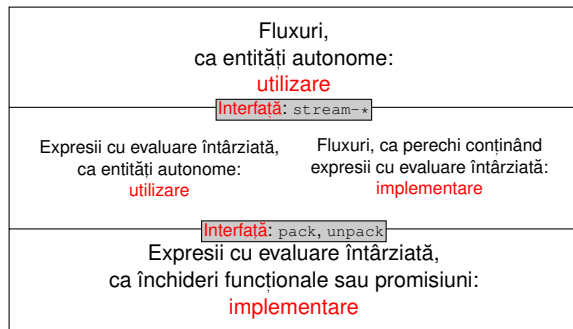 Fluxuri,
ca entități autonome:
utilizare
Interfață: stream-*
Expresii cu evaluare întârziată,
ca entități autonome:
utilizare
Fluxuri, ca perechi conținând
expresii cu evaluare întârziată:
implementare
Interfață: pack, unpack
Expresii cu evaluare întârziată,
ca închideri funcționale sau promisiuni:
implementare